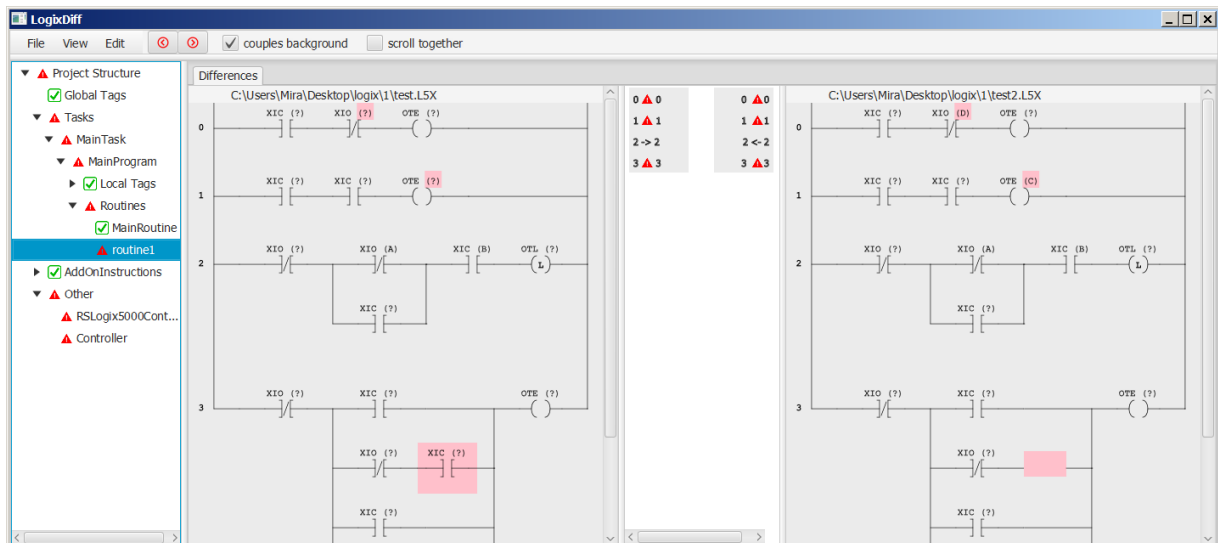 LogixDiff
File View Edit couples background scroll together
Project Structure
Global Tags
Tasks
MainTask
MainProgram
Local Tags
Routines
MainRoutine
routine1
AddOnInstructions
Other
RSLogix5000Cont...
Controller
Differences
C:\Users\Mira\Desktop\logix\1\test.L5X
XIC (?) XIO (?) OTE (?)
0
XIC (?) XIC (?) OTE (?)
1
XIO (?) XIO (A) XIC (B) OTL (?)
2 L
XIC (?)
XIO (?) XIC (?) OTE (?)
3
XIO (?) XIC (?)
XIC (?)
0 0 0 0
1 1 1 1
2 -> 2 2 <- 2
3 3 3 3
C:\Users\Mira\Desktop\logix\1\test2.L5X
XIC (?) XIO (D) OTE (?)
0
XIC (?) XIC (?) OTE (C)
1
XIO (?) XIO (A) XIC (B) OTL (?)
2 L
XIC (?)
XIO (?) XIC (?) OTE (?)
3
XIO (?)
XIC (?)